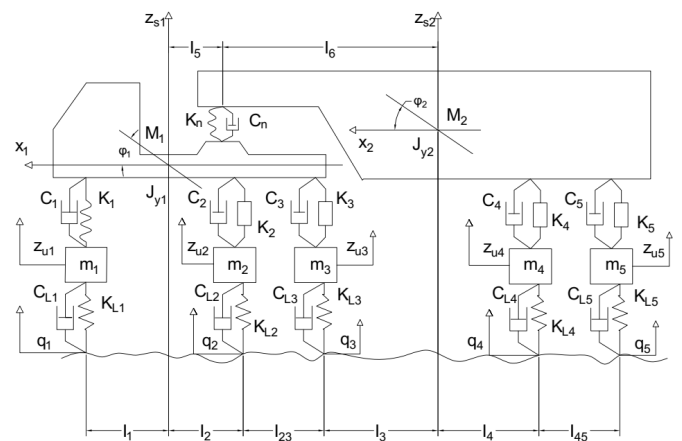 z_s1 z_s2
l_5 l_6
K_n C_n
M_1 φ_2 M_2
x_1 φ_1 x_2
J_y1 J_y2
C_1 K_1 C_2 K_2 C_3 K_3 C_4 K_4 C_5 K_5
z_u1 z_u2 z_u3 z_u4 z_u5
m_1 m_2 m_3 m_4 m_5
C_L1 K_L1 C_L2 K_L2 C_L3 K_L3 C_L4 K_L4 C_L5 K_L5
q_1 q_2 q_3 q_4 q_5
l_1 l_2 l_23 l_3 l_4 l_45